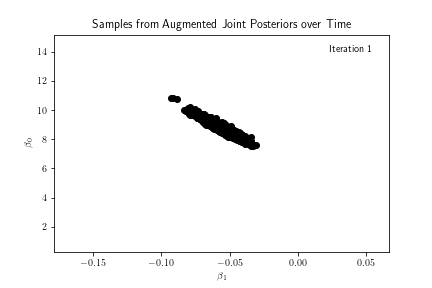 Samples from Augmented Joint Posteriors over Time
Iteration 1
14
12
10
8
6
4
2
β₀
−0.15 −0.10 −0.05 0.00 0.05
β₁